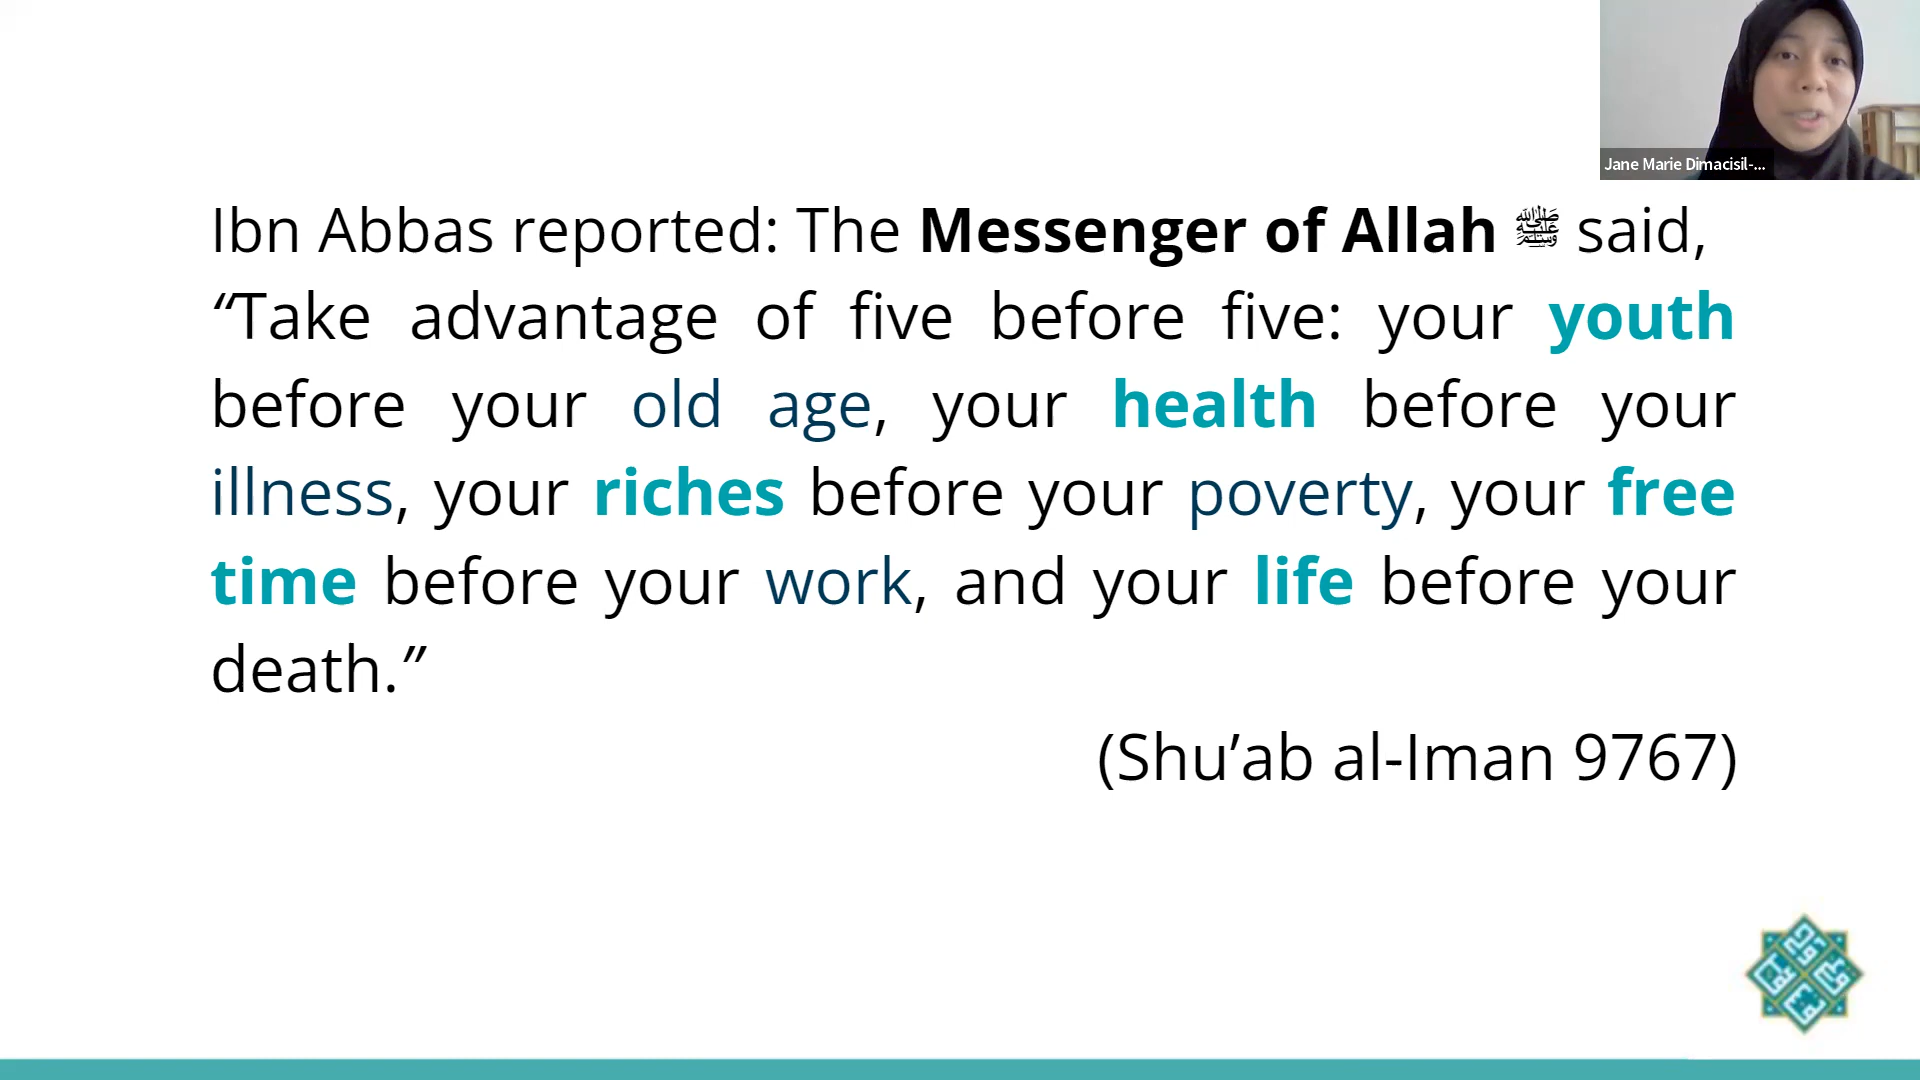 Jane Marie Dimacisil-...
Ibn Abbas reported: The Messenger of Allah ﷺ said,
“Take advantage of five before five: your youth
before your old age, your health before your
illness, your riches before your poverty, your free
time before your work, and your life before your
death.”
(Shu’ab al-Iman 9767)